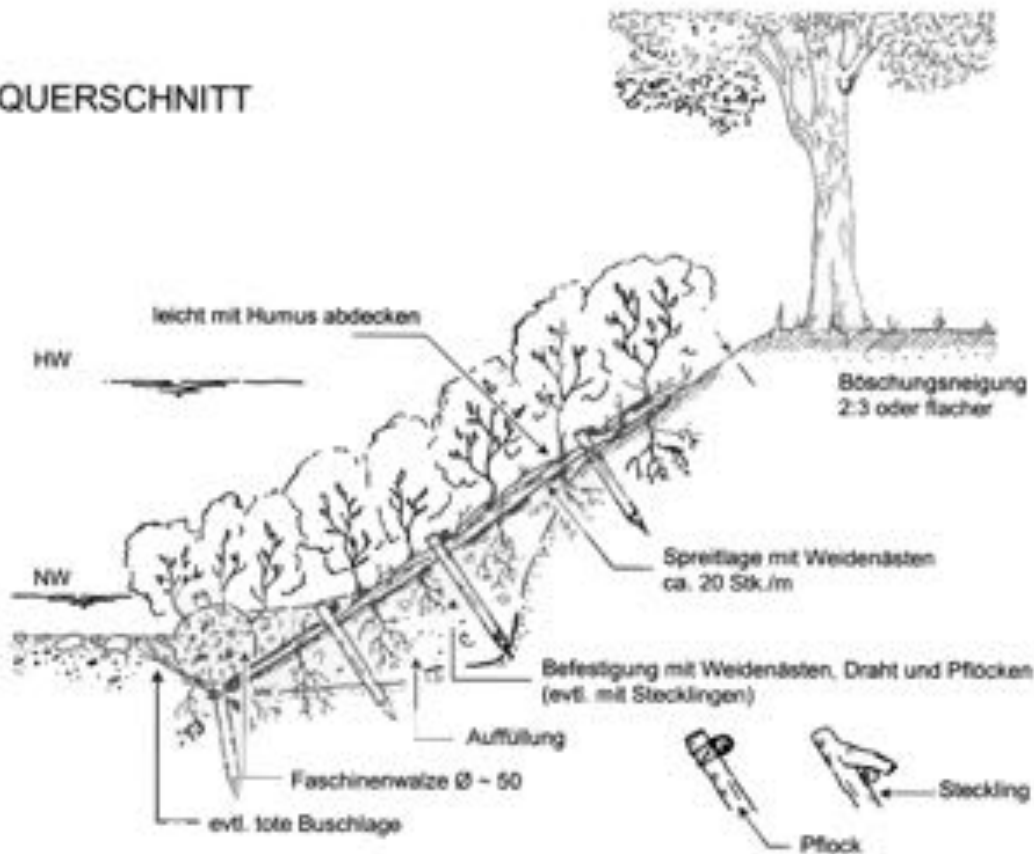 QUERSCHNITT
leicht mit Humus abdecken
HW
Böschungsneigung
2:3 oder flacher
Spreitlage mit Weidenästen
ca. 20 Stk./m
NW
Befestigung mit Weidenästen, Draht und Pflöcken
(evtl. mit Stecklingen)
Auffüllung
Faschinenwalze Ø ~ 50
Steckling
evtl. tote Buschlage
Pflock